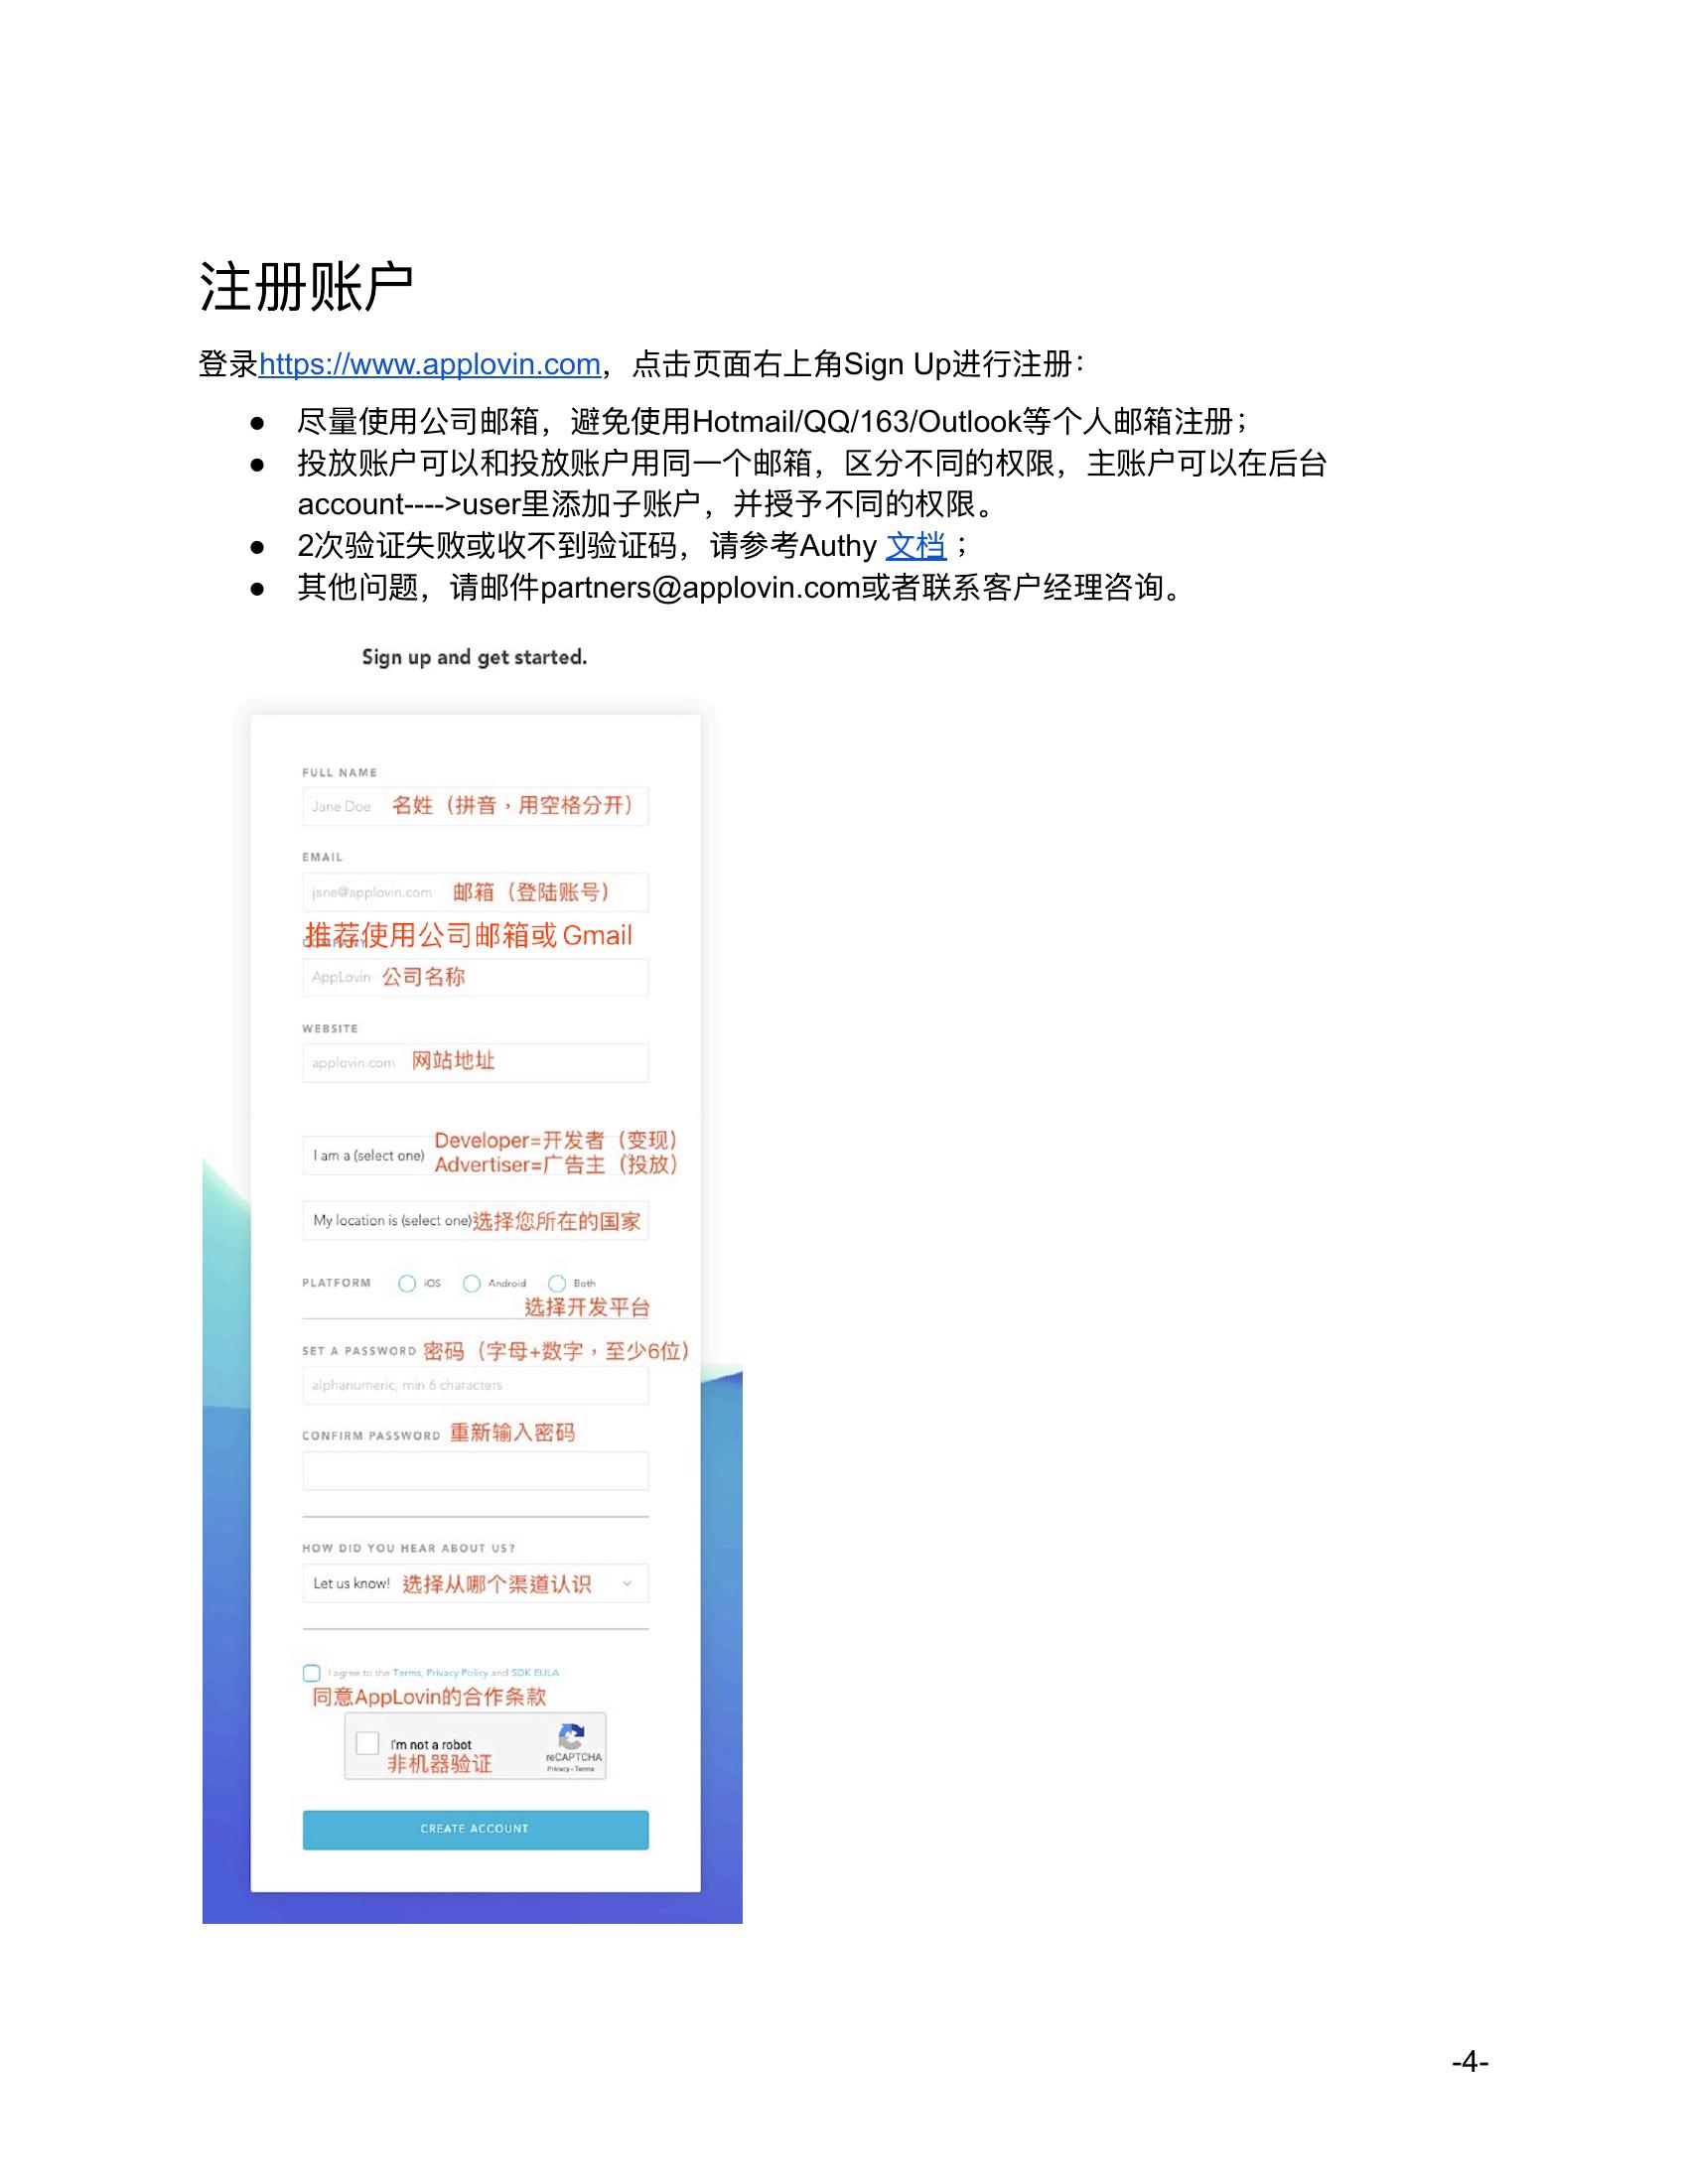 注册账户
登录https://www.applovin.com，点击页面右上角Sign Up进行注册：
● 尽量使用公司邮箱，避免使用Hotmail/QQ/163/Outlook等个人邮箱注册；
● 投放账户可以和投放账户用同一个邮箱，区分不同的权限，主账户可以在后台
account---->user里添加子账户，并授予不同的权限。
● 2次验证失败或收不到验证码，请参考Authy 文档；
● 其他问题，请邮件partners@applovin.com或者联系客户经理咨询。
Sign up and get started.
FULL NAME
Jane Doe 名姓（拼音，用空格分开）
EMAIL
jane@applovin.com 邮箱（登陆账号）
推荐使用公司邮箱或 Gmail
AppLovin 公司名称
WEBSITE
applovin.com 网站地址
Developer=开发者（变现）
I am a (select one)
Advertiser=广告主（投放）
My location is (select one)选择您所在的国家
PLATFORM iOS Android Both
选择开发平台
SET A PASSWORD 密码（字母+数字，至少6位）
alphanumeric, min 6 characters
CONFIRM PASSWORD 重新输入密码
HOW DID YOU HEAR ABOUT US?
Let us know! 选择从哪个渠道认识
I agree to the Terms, Privacy Policy and SDK EULA
同意AppLovin的合作条款
I'm not a robot
非机器验证
reCAPTCHA
Privacy - Terms
CREATE ACCOUNT
-4-